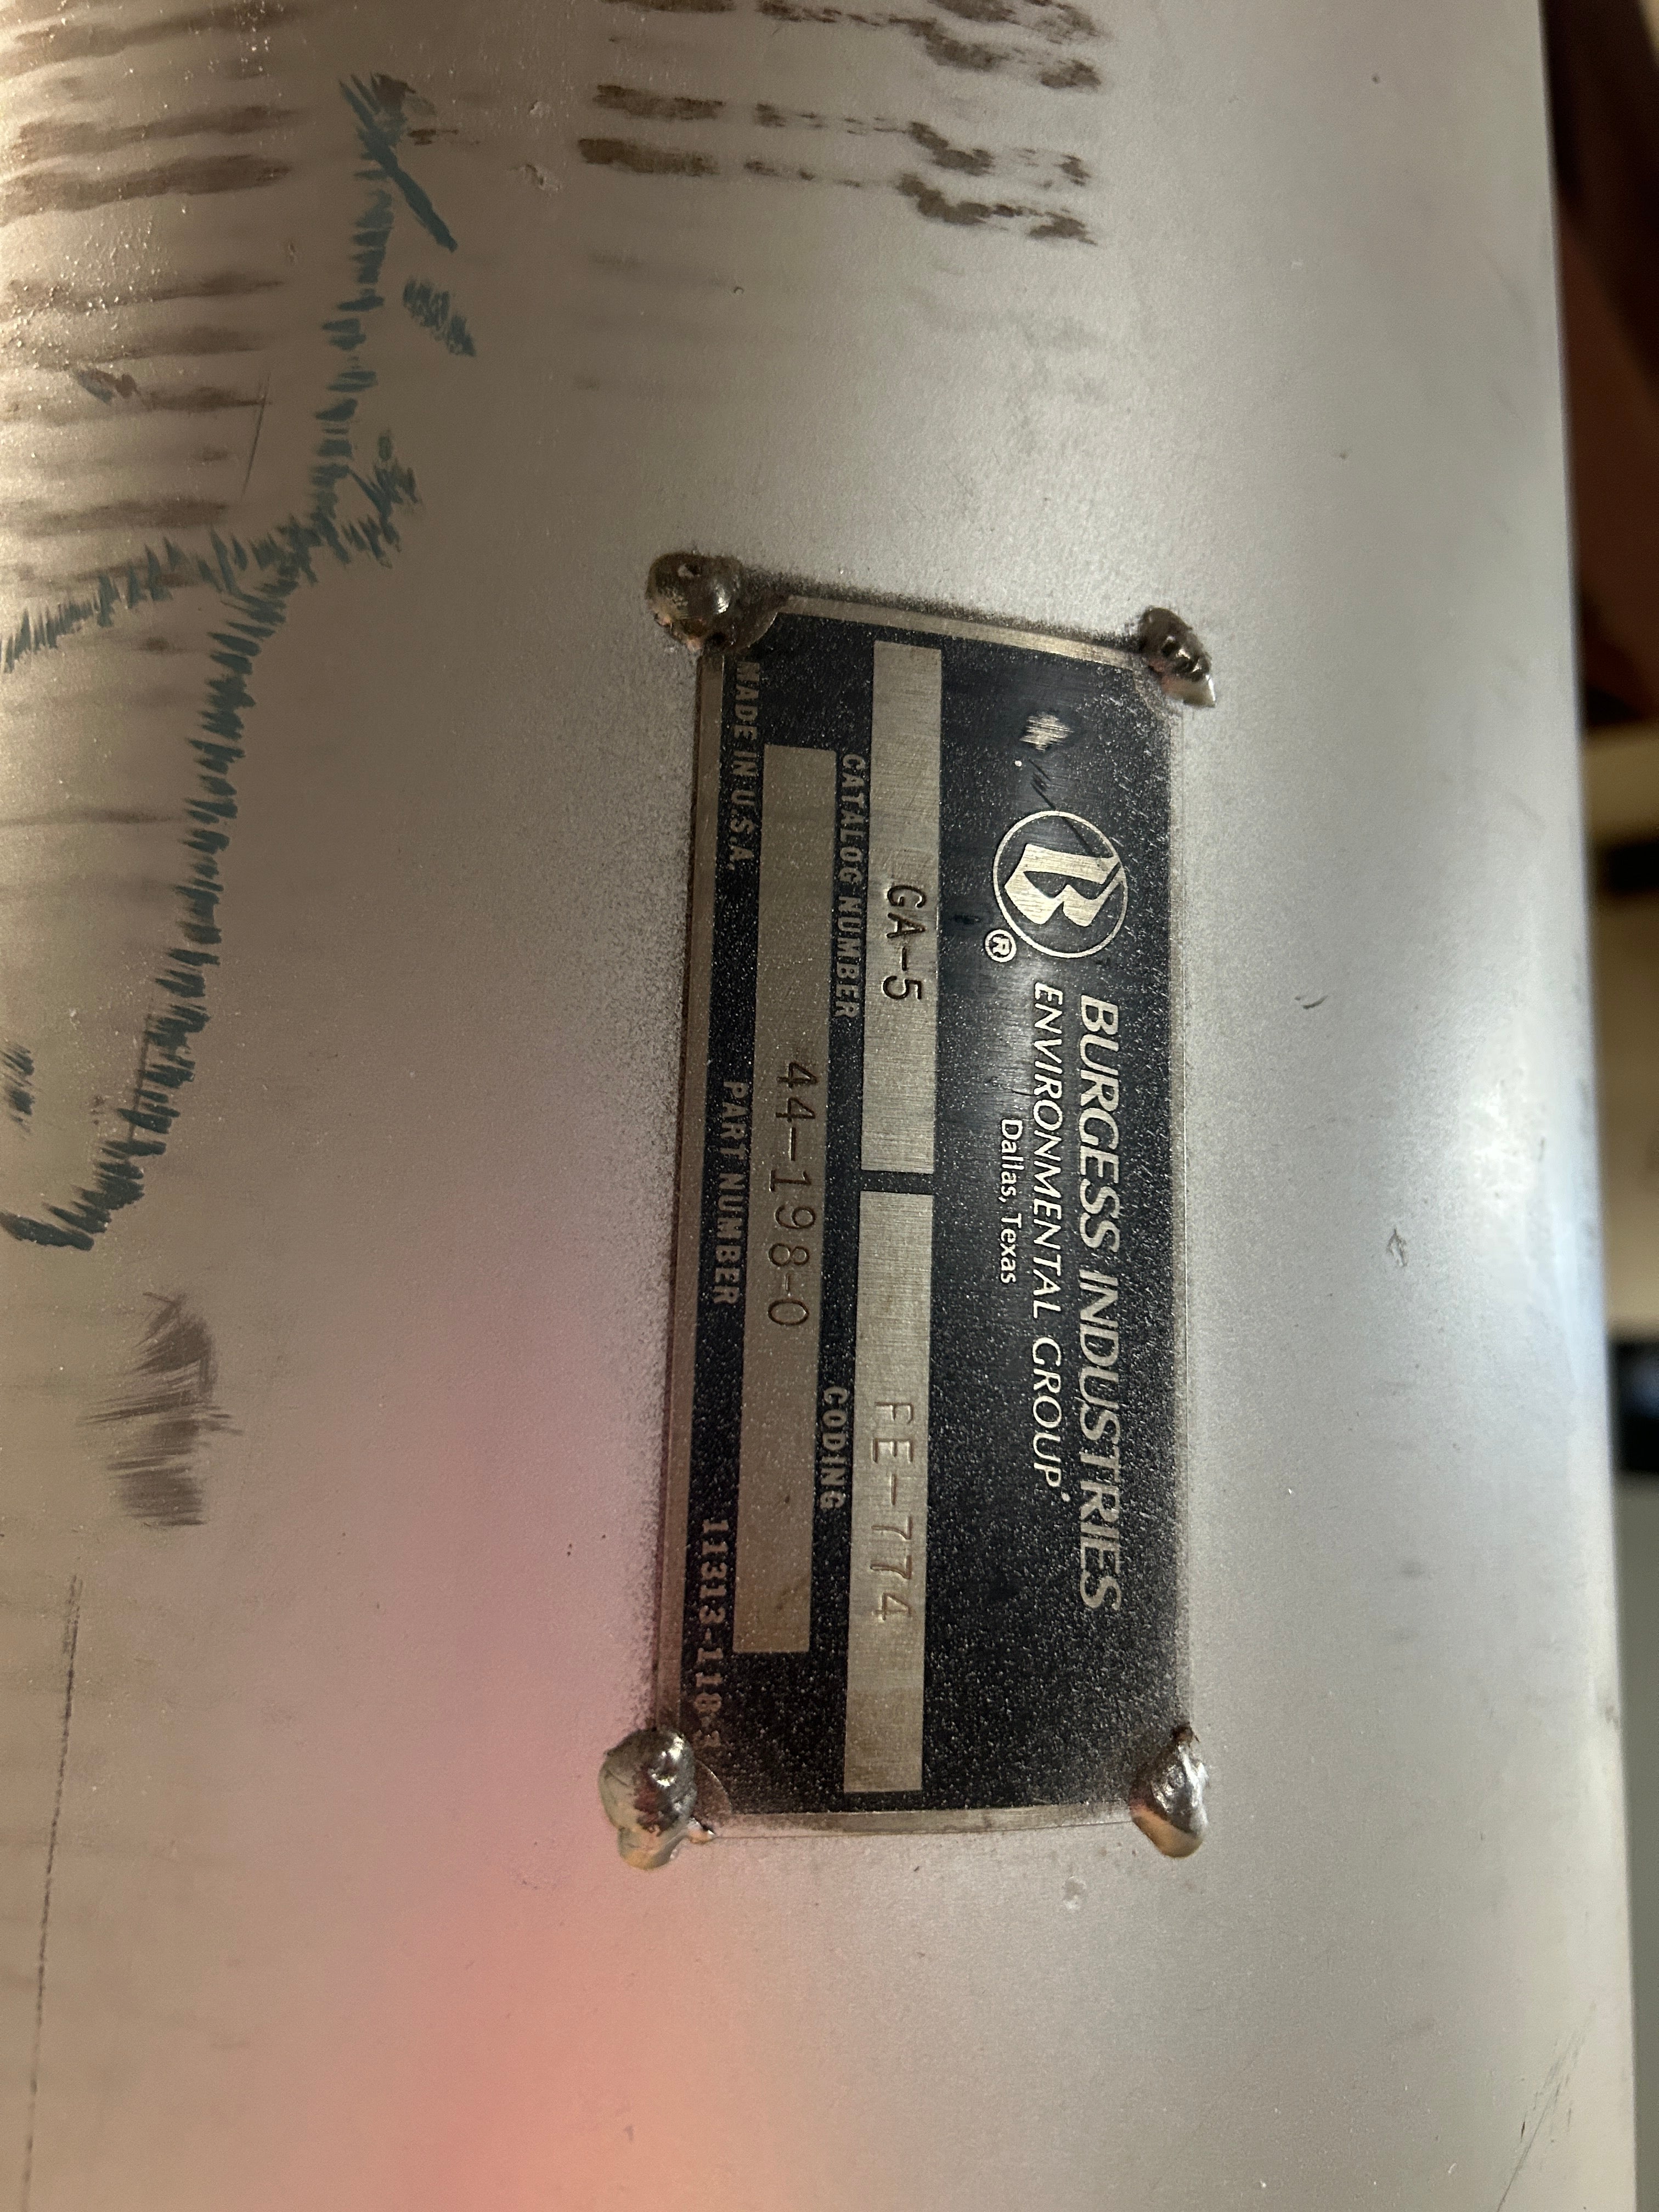 B ®
BURGESS INDUSTRIES
ENVIRONMENTAL GROUP
Dallas, Texas
GA-5 FE-774
CATALOG NUMBER CODING
44-198-0
MADE IN U.S.A. PART NUMBER